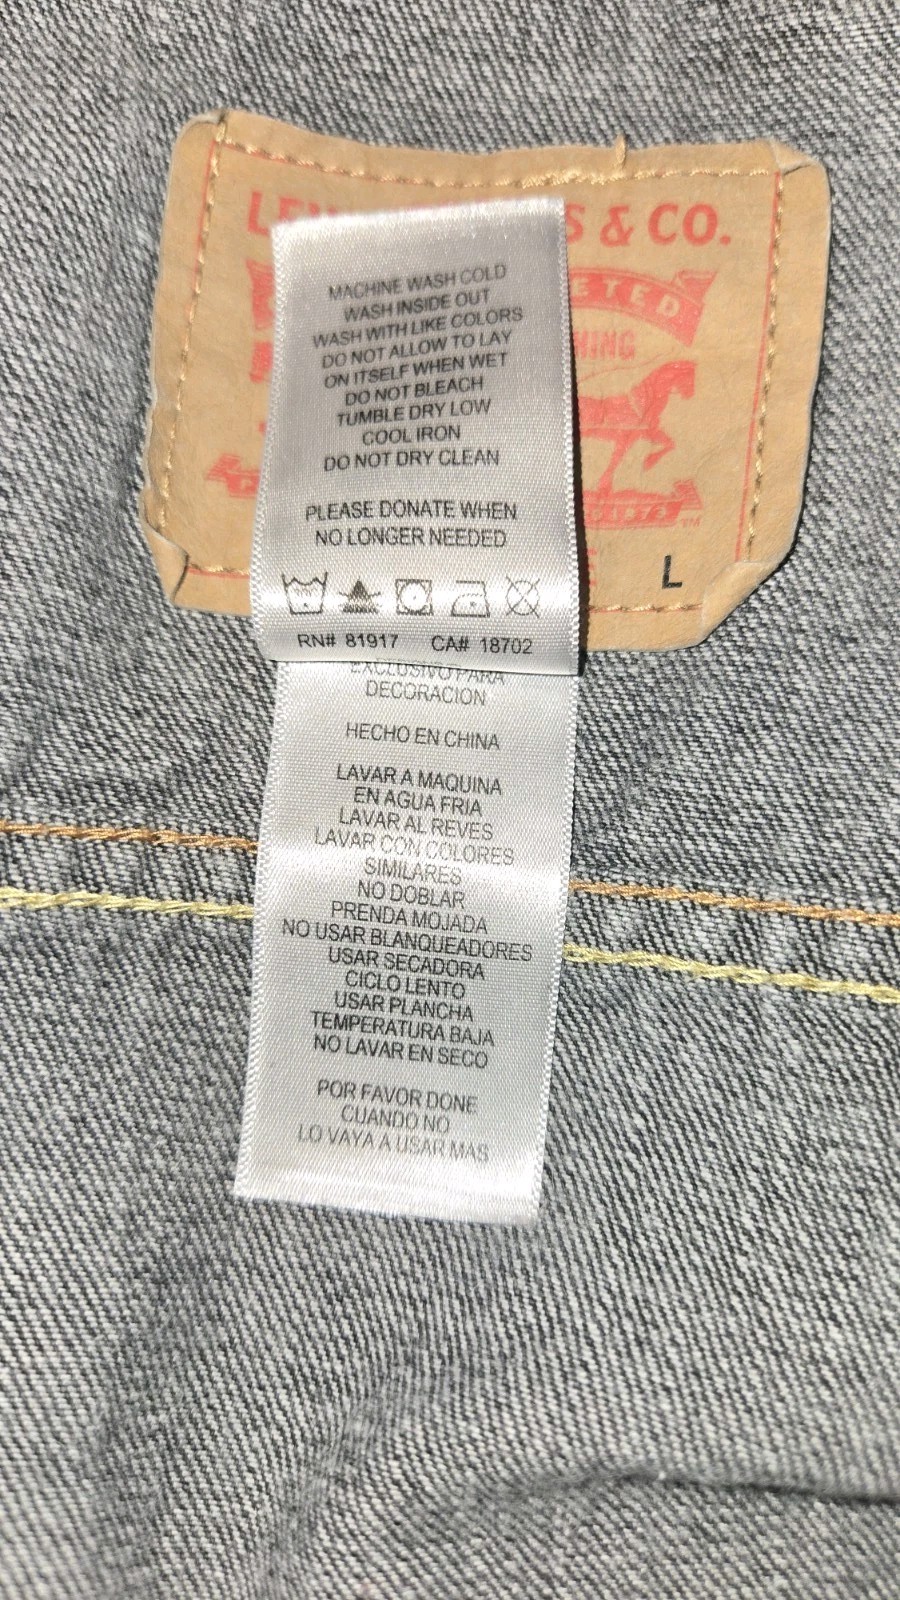 & CO.
L
MACHINE WASH COLD
WASH INSIDE OUT
WASH WITH LIKE COLORS
DO NOT ALLOW TO LAY
ON ITSELF WHEN WET
DO NOT BLEACH
TUMBLE DRY LOW
COOL IRON
DO NOT DRY CLEAN
PLEASE DONATE WHEN
NO LONGER NEEDED
RN# 81917 CA# 18702
EXCLUSIVO PARA
DECORACION
HECHO EN CHINA
LAVAR A MAQUINA
EN AGUA FRIA
LAVAR AL REVES
LAVAR CON COLORES
SIMILARES
NO DOBLAR
PRENDA MOJADA
NO USAR BLANQUEADORES
USAR SECADORA
CICLO LENTO
USAR PLANCHA
TEMPERATURA BAJA
NO LAVAR EN SECO
POR FAVOR DONE
CUANDO NO
LO VAYA A USAR MAS